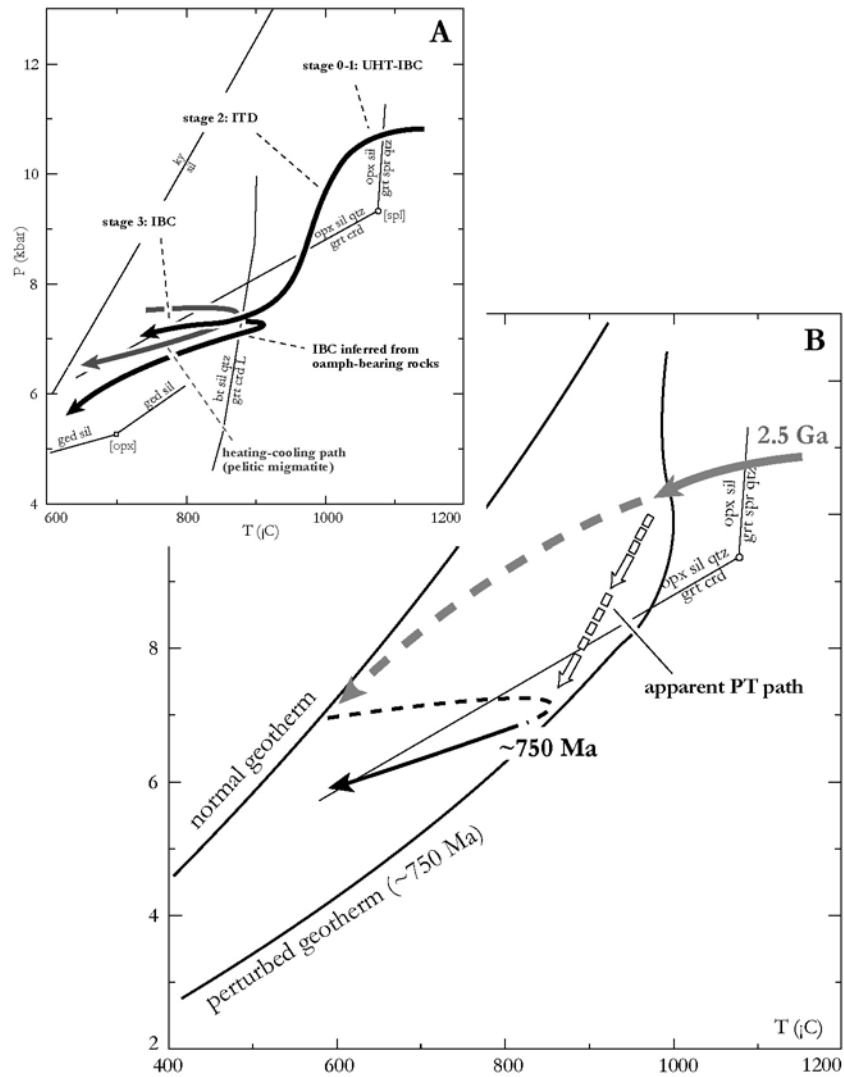 A
12
10
8
6
4
P (kbar)
600
800
1000
1200
T (¡C)
stage 0-1: UHT-IBC
stage 2: ITD
stage 3: IBC
ky
sil
opx sil
grt spr qtz
[spl]
opx sil qtz
grt crd
IBC inferred from
oamph-bearing rocks
bt sil qtz
grt crd L
ged sil
ged sil
[opx]
heating-cooling path
(pelitic migmatite)
B
2.5 Ga
opx sil
grt spr qtz
opx sil qtz
grt crd
apparent PT path
~750 Ma
normal geotherm
perturbed geotherm (~750 Ma)
8
6
4
2
T (¡C)
400
600
800
1000
1200